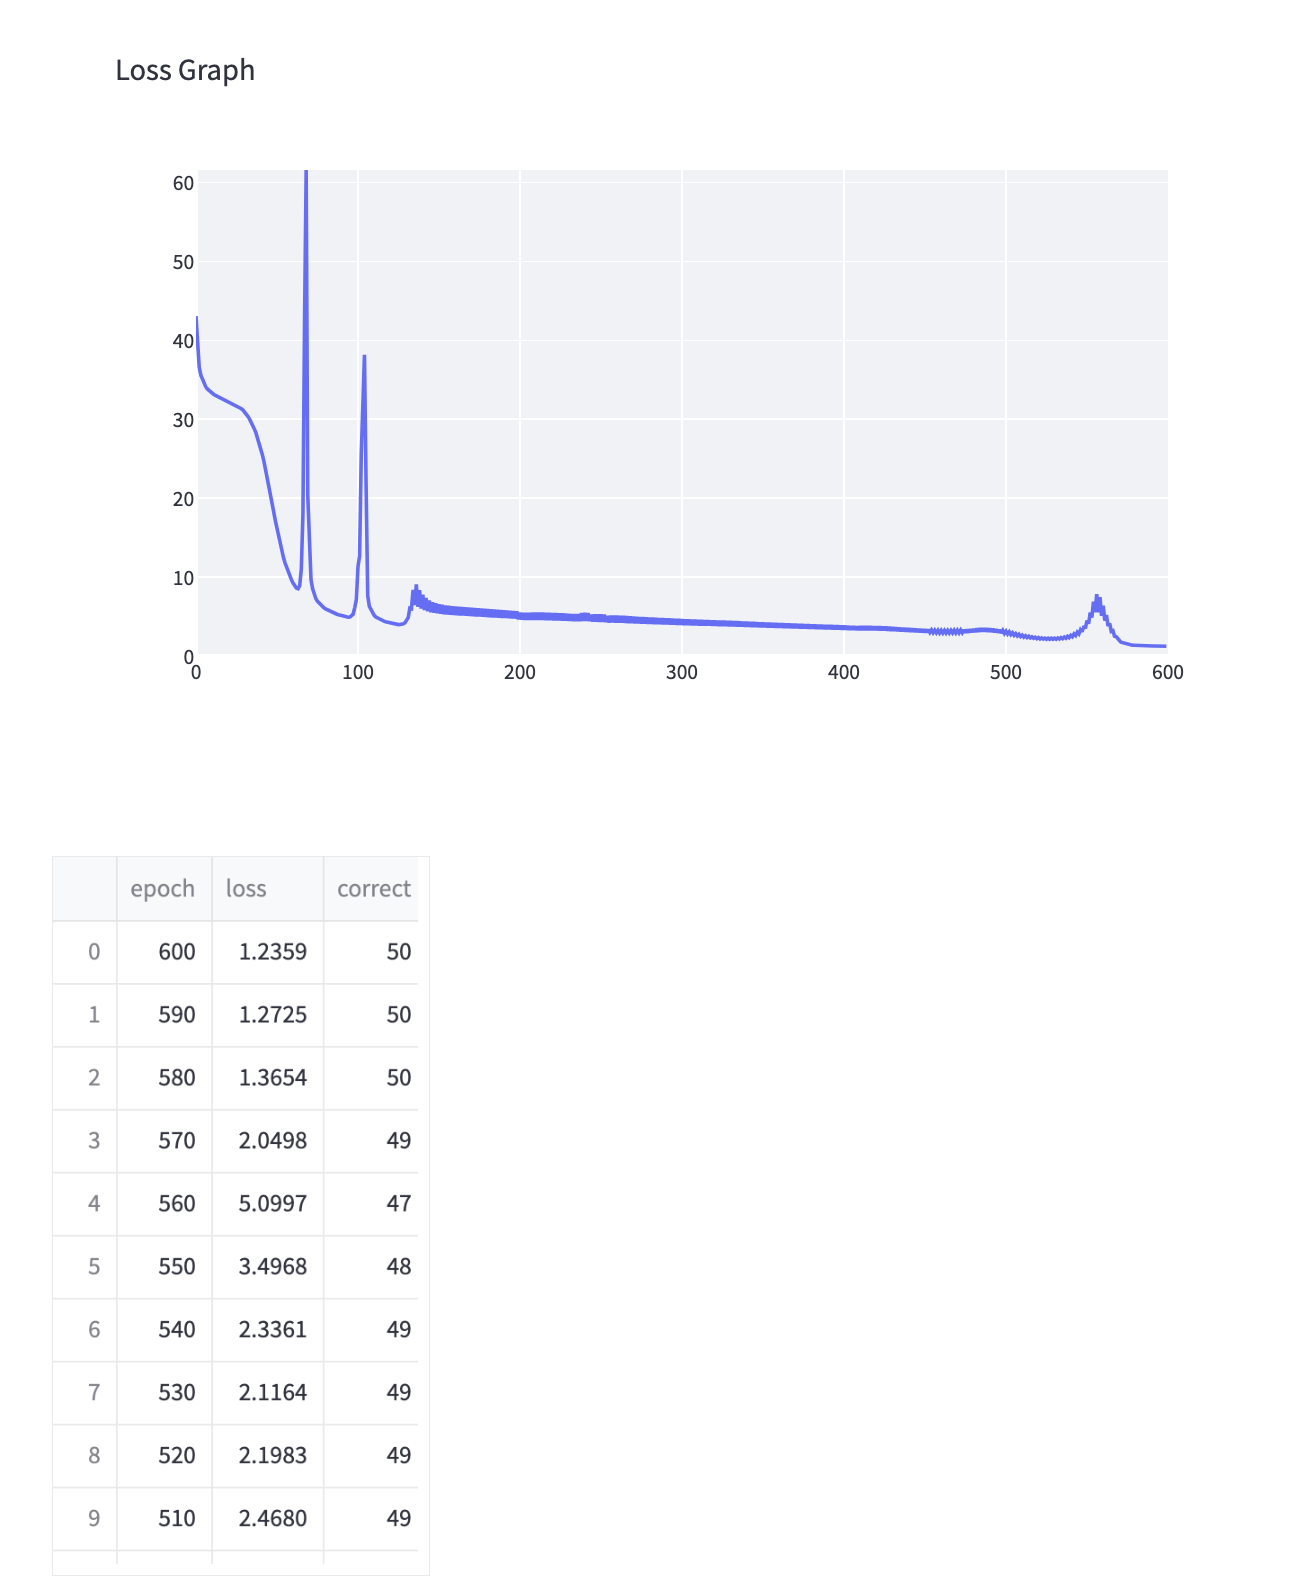 Loss Graph
60
50
40
30
20
10
0
0 100 200 300 400 500 600
epoch loss correct
0 600 1.2359 50
1 590 1.2725 50
2 580 1.3654 50
3 570 2.0498 49
4 560 5.0997 47
5 550 3.4968 48
6 540 2.3361 49
7 530 2.1164 49
8 520 2.1983 49
9 510 2.4680 49